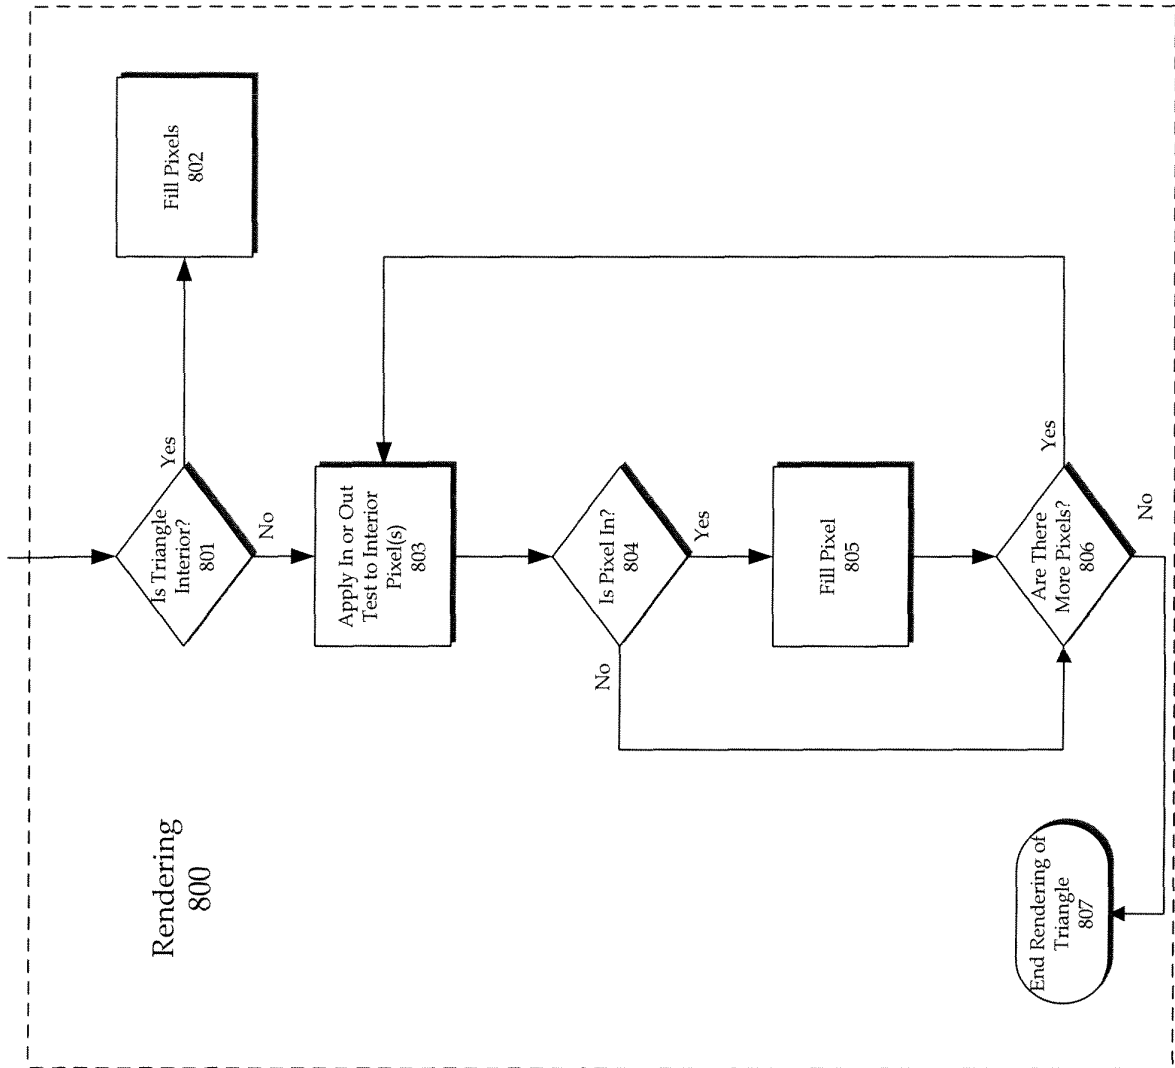 Rendering
800
Is Triangle
Interior?
801
Yes
No
Fill Pixels
802
Apply In or Out
Test to Interior
Pixel(s)
803
Is Pixel In?
804
No
Yes
Fill Pixel
805
Are There
More Pixels?
806
Yes
No
End Rendering of
Triangle
807